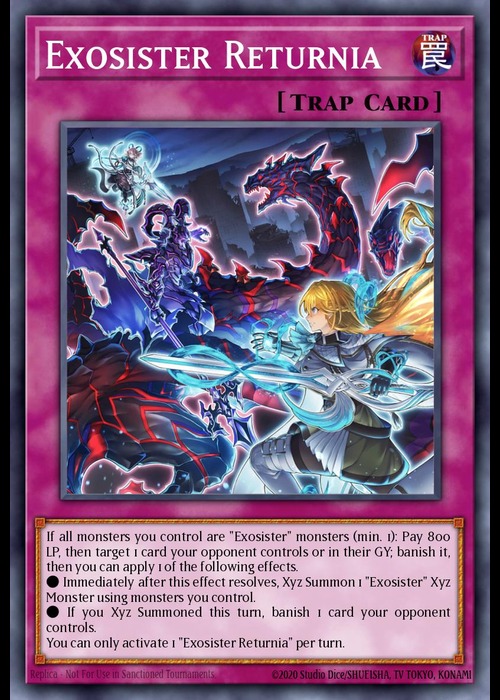 Exosister Returnia
TRAP
罠
[Trap Card]
If all monsters you control are "Exosister" monsters (min. 1): Pay 800
LP, then target 1 card your opponent controls or in their GY; banish it,
then you can apply 1 of the following effects.
● Immediately after this effect resolves, Xyz Summon 1 "Exosister" Xyz
Monster using monsters you control.
● If you Xyz Summoned this turn, banish 1 card your opponent
controls.
You can only activate 1 "Exosister Returnia" per turn.
Replica - Not For Use in Sanctioned Tournaments
©2020 Studio Dice/SHUEISHA, TV TOKYO, KONAMI